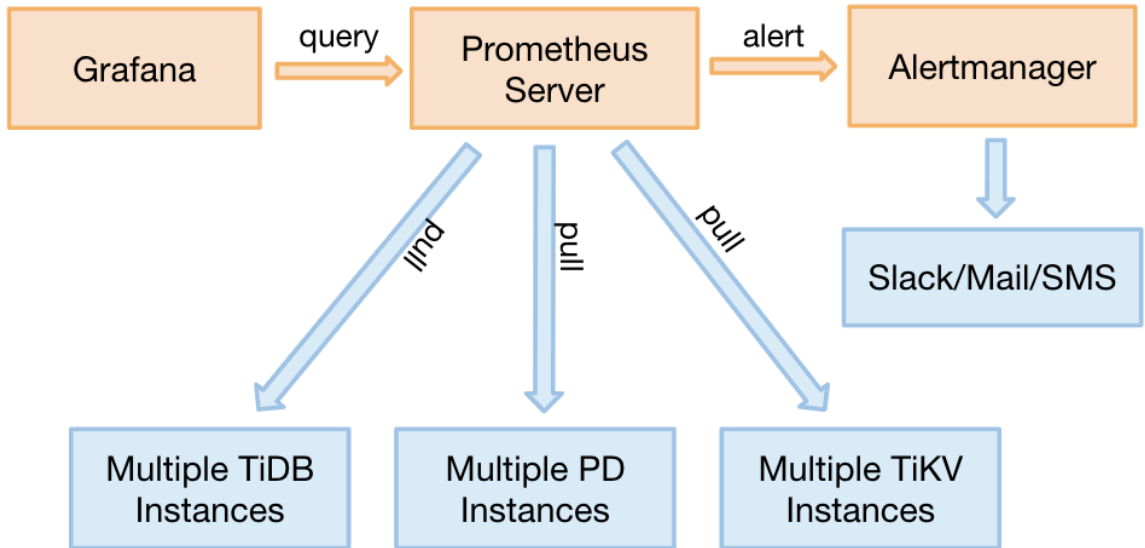 Grafana
query
Prometheus
Server
alert
Alertmanager
pull
pull
pull
Slack/Mail/SMS
Multiple TiDB
Instances
Multiple PD
Instances
Multiple TiKV
Instances